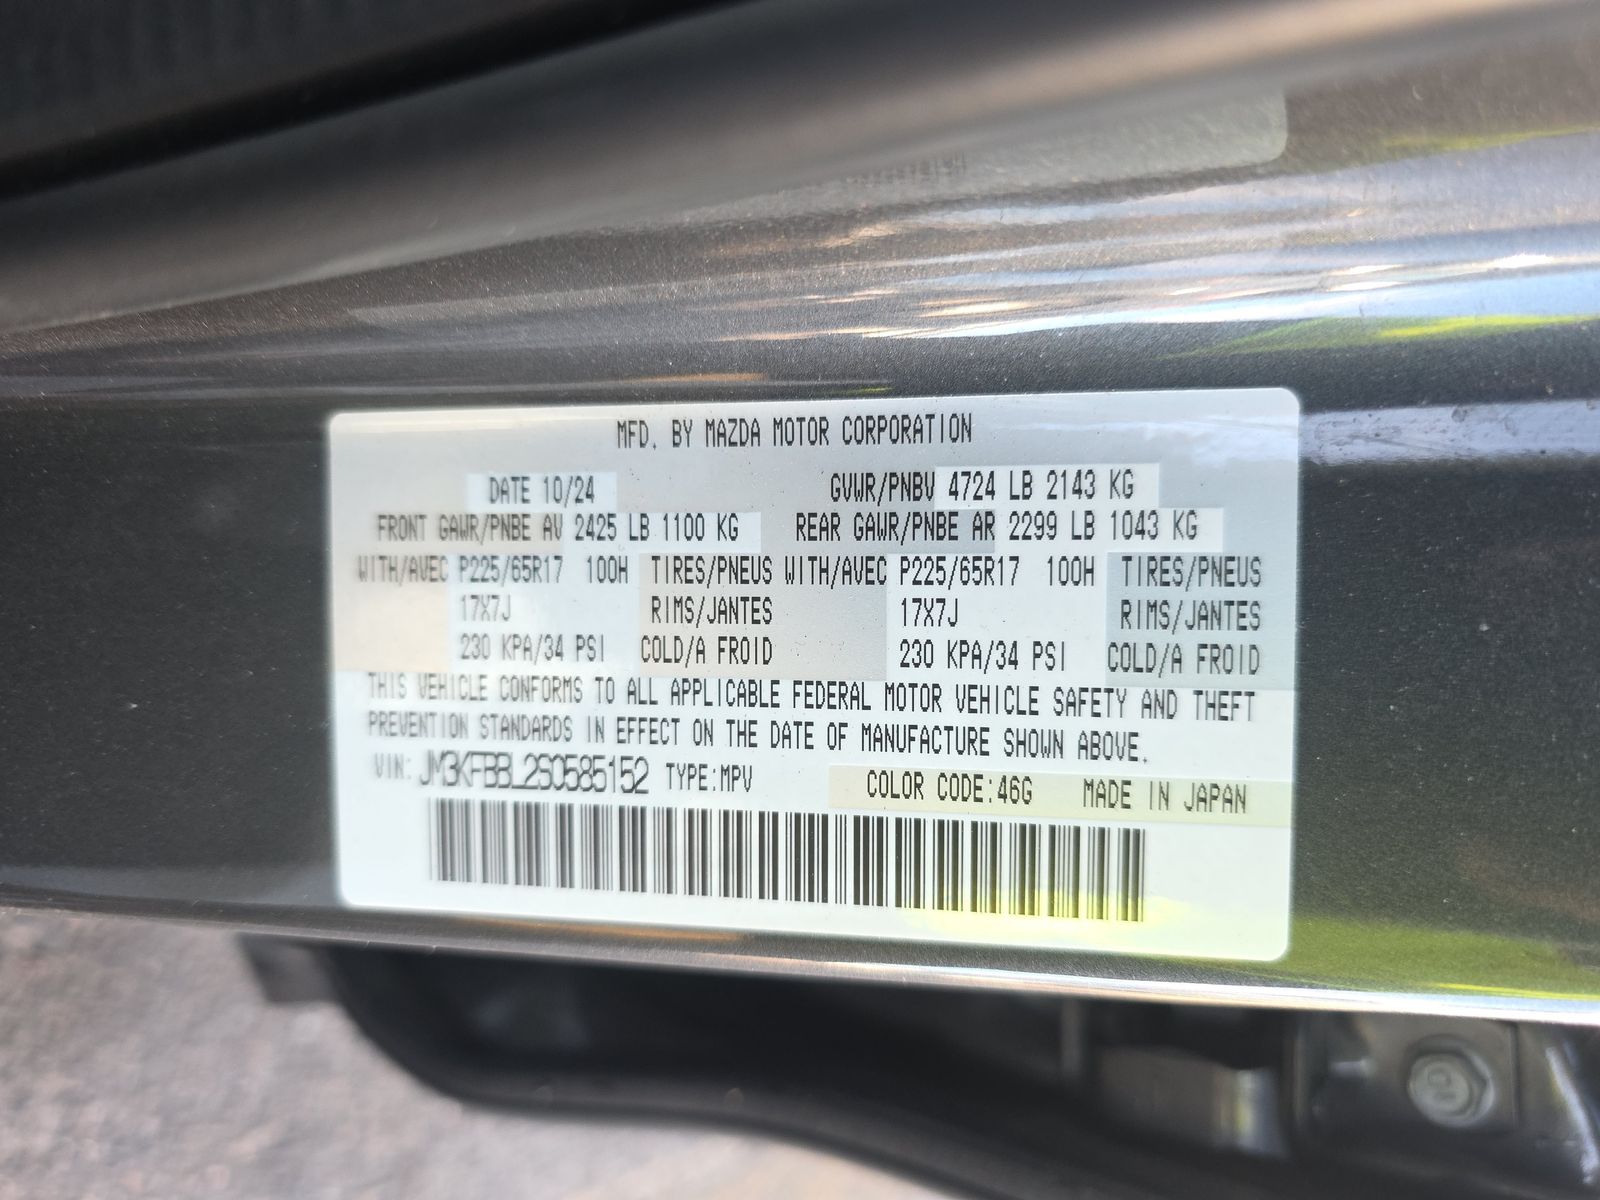 MFD. BY MAZDA MOTOR CORPORATION
DATE 10/24 GVWR/PNBV 4724 LB 2143 KG
FRONT GAWR/PNBE AV 2425 LB 1100 KG REAR GAWR/PNBE AR 2299 LB 1043 KG
WITH/AVEC P225/65R17 100H TIRES/PNEUS WITH/AVEC P225/65R17 100H TIRES/PNEUS
17X7J RIMS/JANTES 17X7J RIMS/JANTES
230 KPA/34 PSI COLD/A FROID 230 KPA/34 PSI COLD/A FROID
THIS VEHICLE CONFORMS TO ALL APPLICABLE FEDERAL MOTOR VEHICLE SAFETY AND THEFT
PREVENTION STANDARDS IN EFFECT ON THE DATE OF MANUFACTURE SHOWN ABOVE.
VIN: JM3KFBBL2S0585152 TYPE:MPV COLOR CODE:46G MADE IN JAPAN